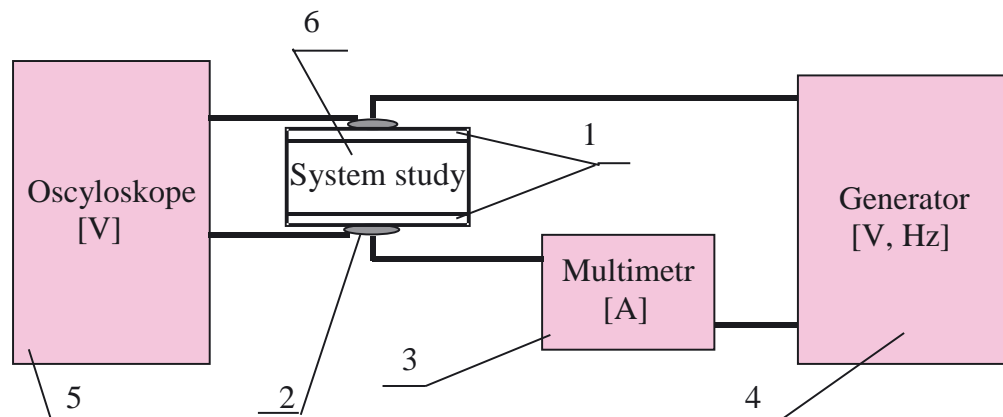 6
1
Oscyloskope
[V]
System study
Generator
[V, Hz]
Multimetr
[A]
3
5
2
4